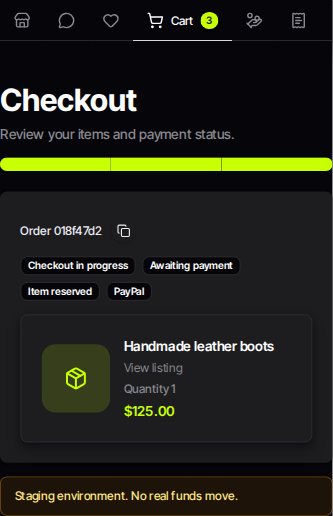 Cart 3
Checkout
Review your items and payment status.
Order 018f47d2
Checkout in progress Awaiting payment
Item reserved PayPal
Handmade leather boots
View listing
Quantity 1
$125.00
Staging environment. No real funds move.